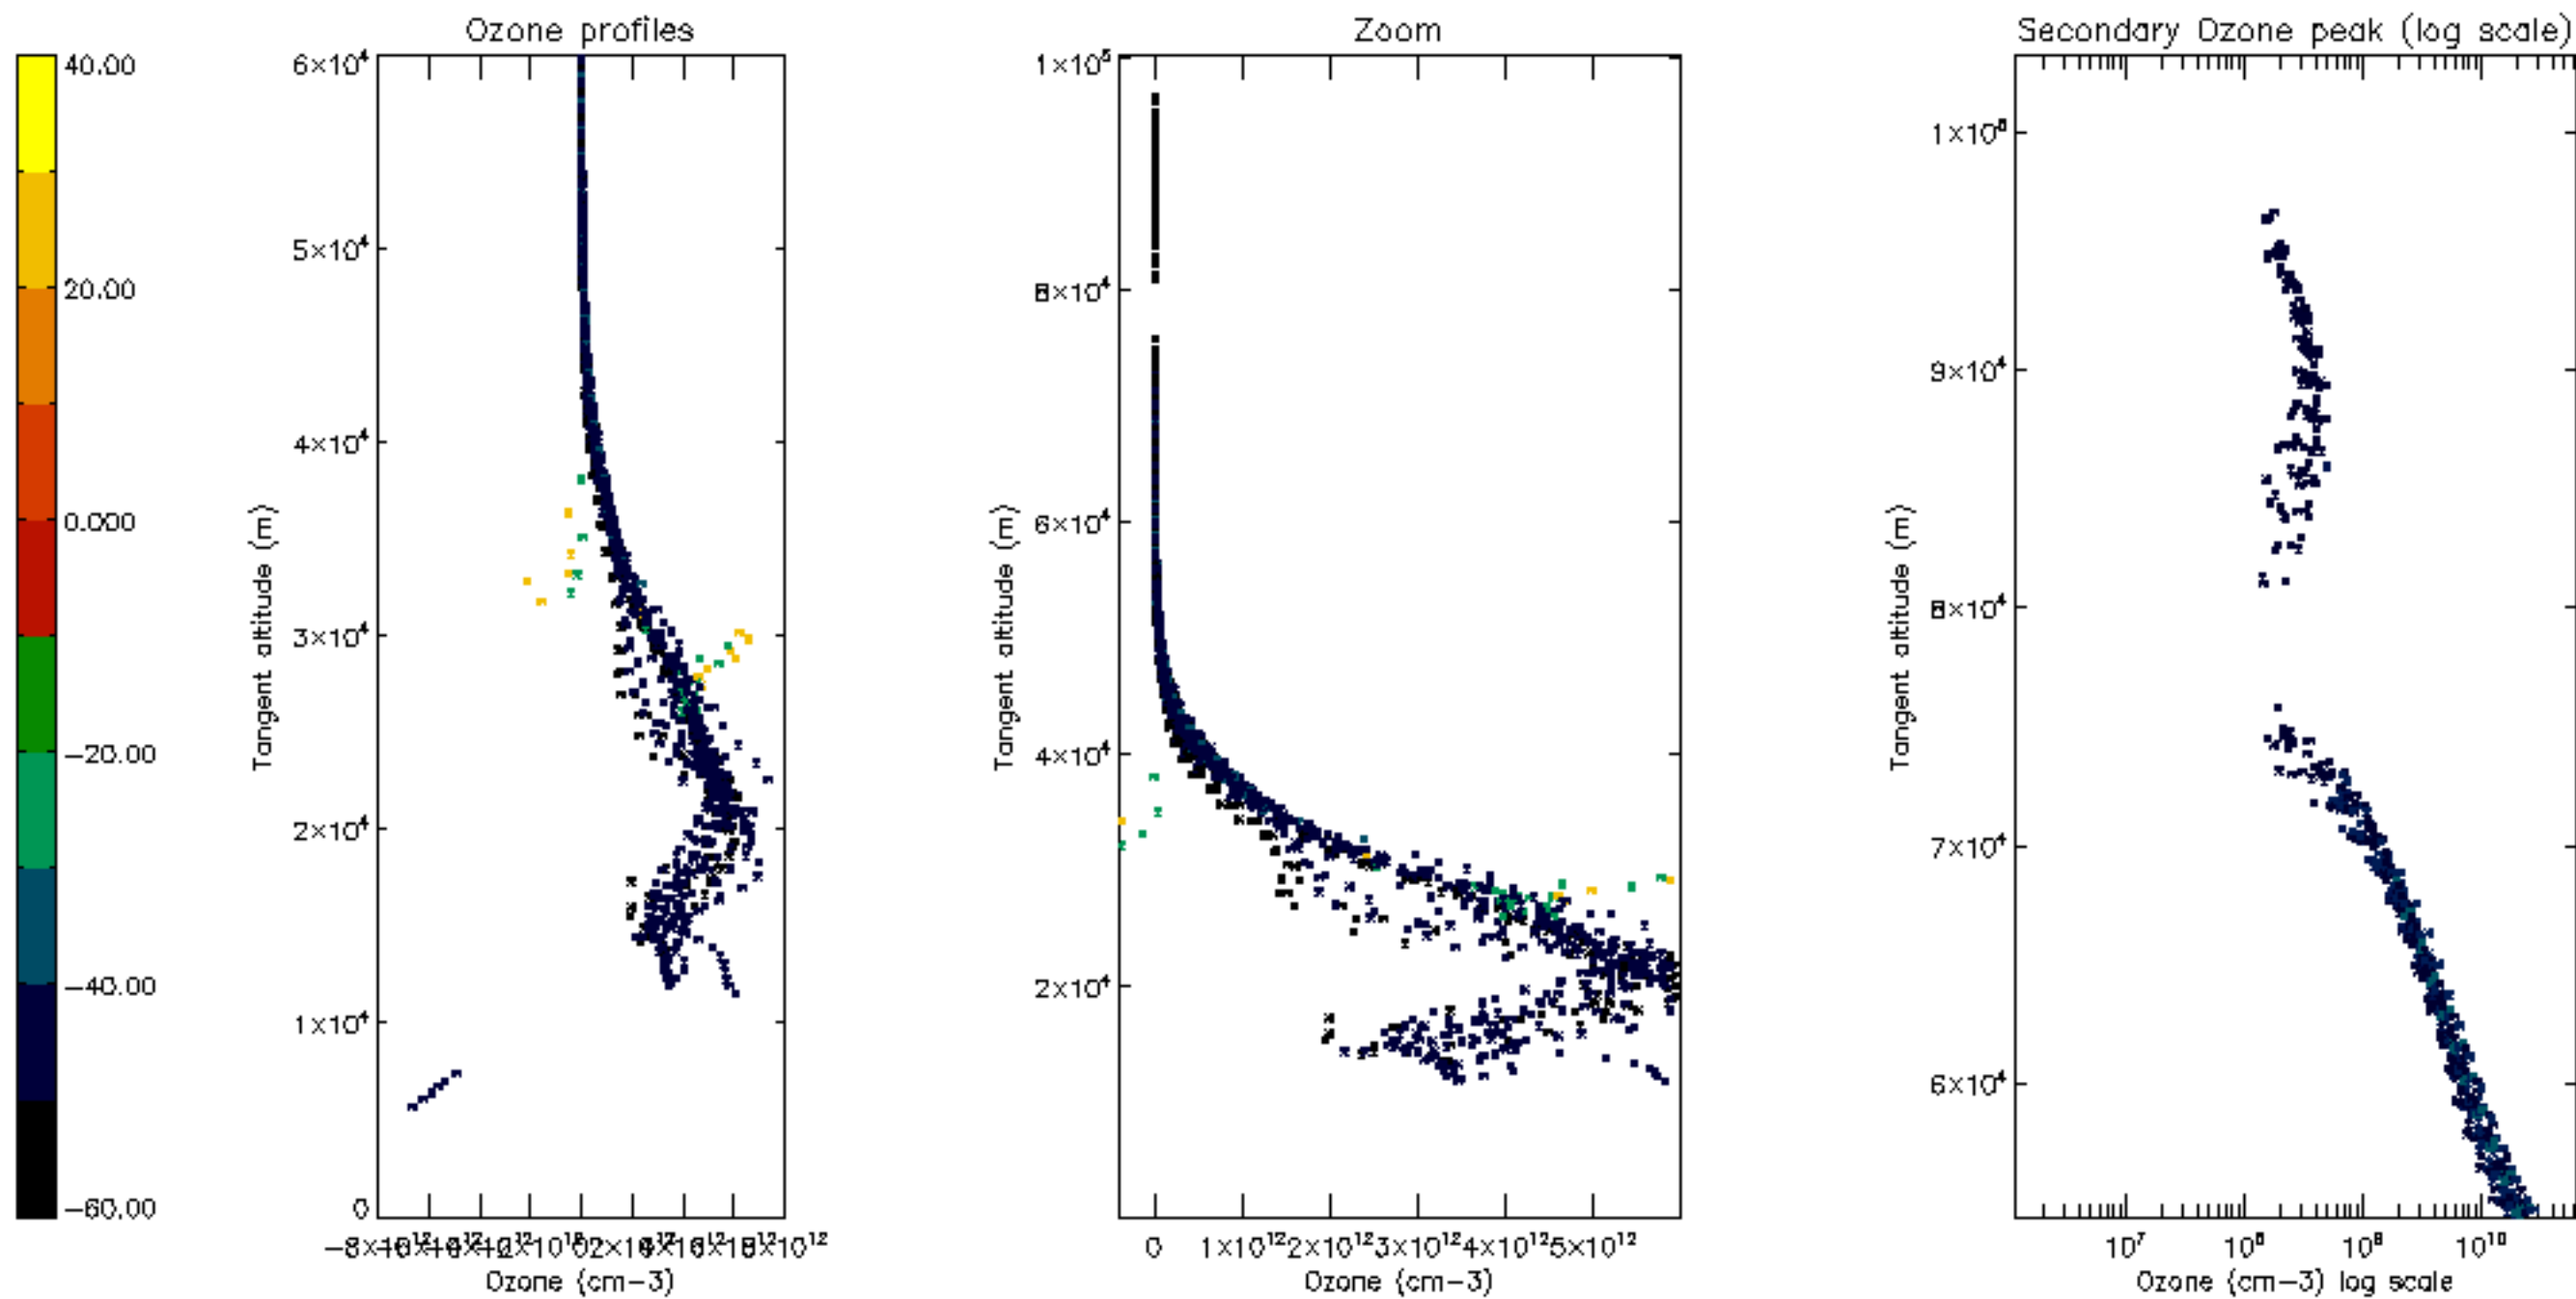 Ozone profiles
Zoom
Secondary Ozone peak (log scale)
40.00
20.00
0.000
−20.00
−40.00
−60.00
6×10⁴
5×10⁴
4×10⁴
3×10⁴
2×10⁴
1×10⁴
0
Tangent altitude (m)
Ozone (cm−3)
1×10⁵
8×10⁴
6×10⁴
4×10⁴
2×10⁴
Tangent altitude (m)
0 1×10¹² 2×10¹² 3×10¹² 4×10¹² 5×10¹²
Ozone (cm−3)
9×10⁴
8×10⁴
7×10⁴
6×10⁴
Tangent altitude (m)
10⁷ 10⁸ 10⁹ 10¹⁰
Ozone (cm−3) log scale